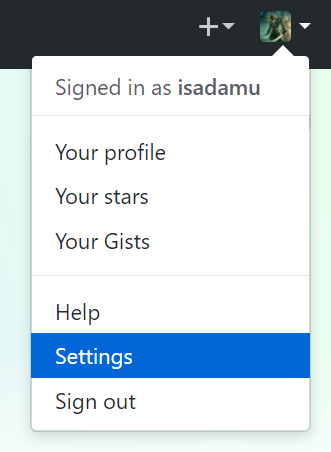 Signed in as isadamu
Your profile
Your stars
Your Gists
Help
Settings
Sign out